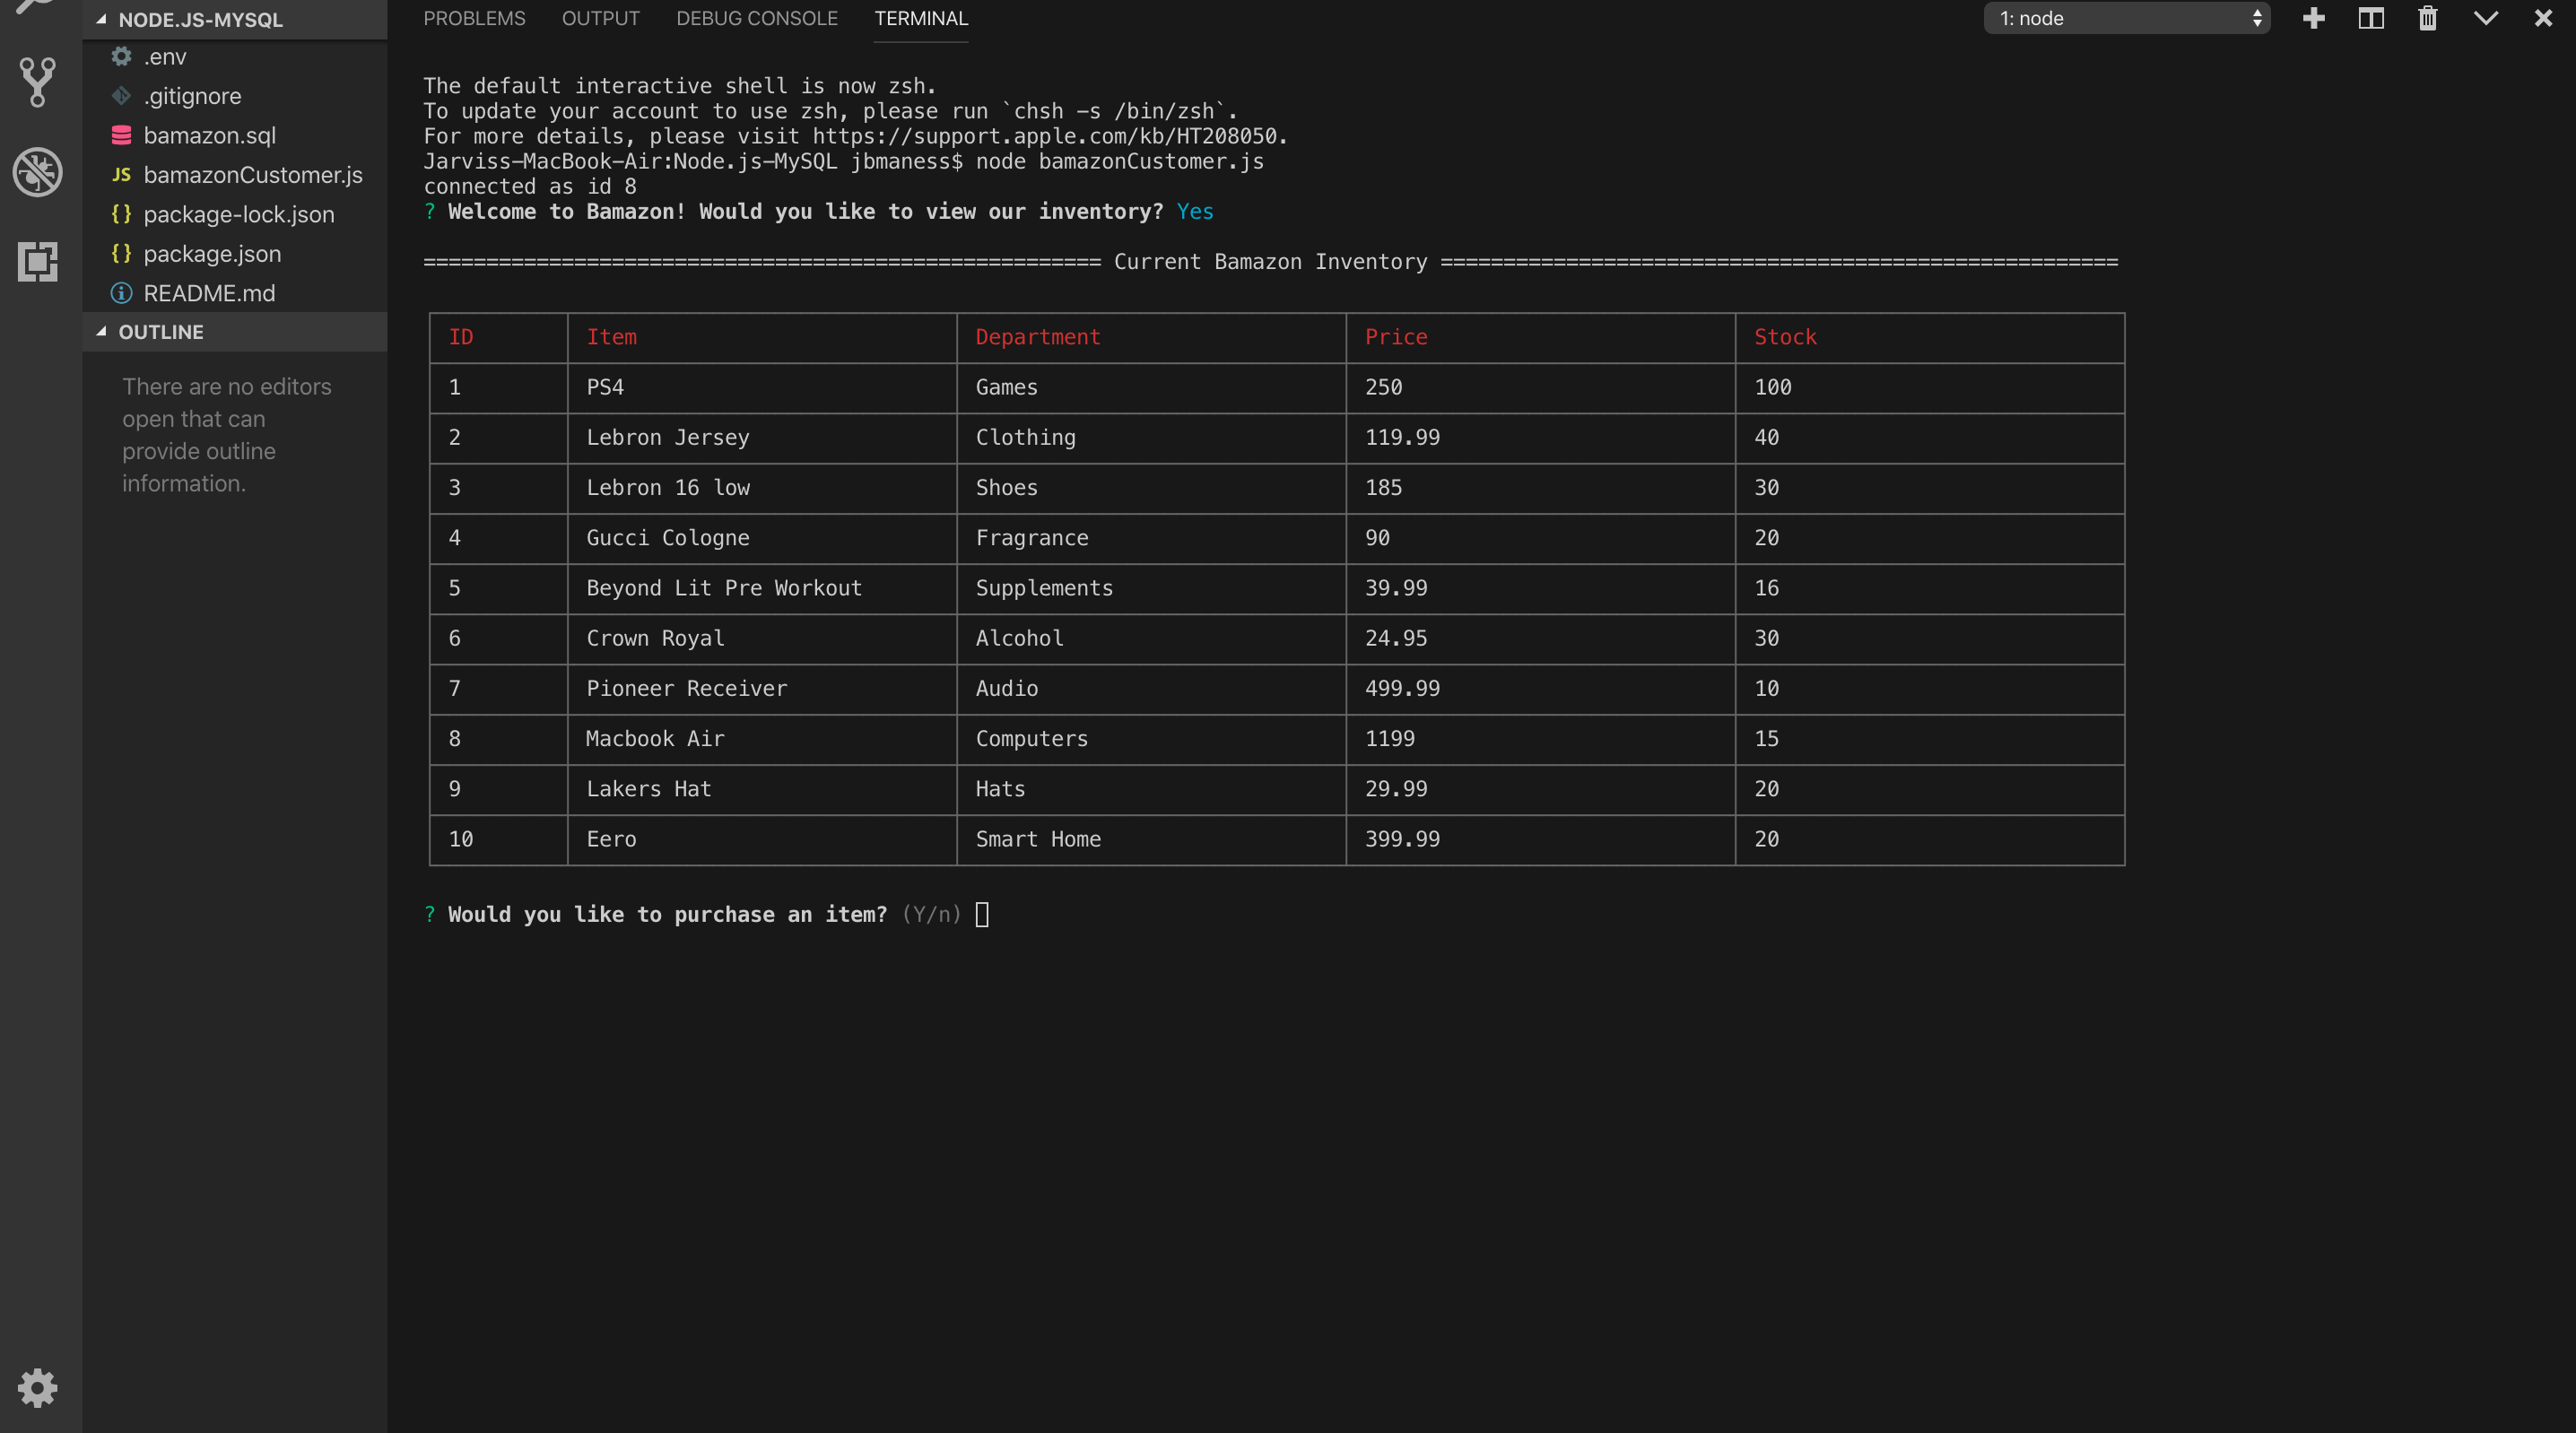 NODE.JS-MYSQL
.env
.gitignore
bamazon.sql
JS bamazonCustomer.js
{ } package-lock.json
{ } package.json
README.md
OUTLINE
There are no editors
open that can
provide outline
information.
PROBLEMS OUTPUT DEBUG CONSOLE TERMINAL 1: node
The default interactive shell is now zsh.
To update your account to use zsh, please run `chsh -s /bin/zsh`.
For more details, please visit https://support.apple.com/kb/HT208050.
Jarviss-MacBook-Air:Node.js-MySQL jbmaness$ node bamazonCustomer.js
connected as id 8
? Welcome to Bamazon! Would you like to view our inventory? Yes
====================================================== Current Bamazon Inventory ======================================================
ID Item Department Price Stock
1 PS4 Games 250 100
2 Lebron Jersey Clothing 119.99 40
3 Lebron 16 low Shoes 185 30
4 Gucci Cologne Fragrance 90 20
5 Beyond Lit Pre Workout Supplements 39.99 16
6 Crown Royal Alcohol 24.95 30
7 Pioneer Receiver Audio 499.99 10
8 Macbook Air Computers 1199 15
9 Lakers Hat Hats 29.99 20
10 Eero Smart Home 399.99 20
? Would you like to purchase an item? (Y/n)